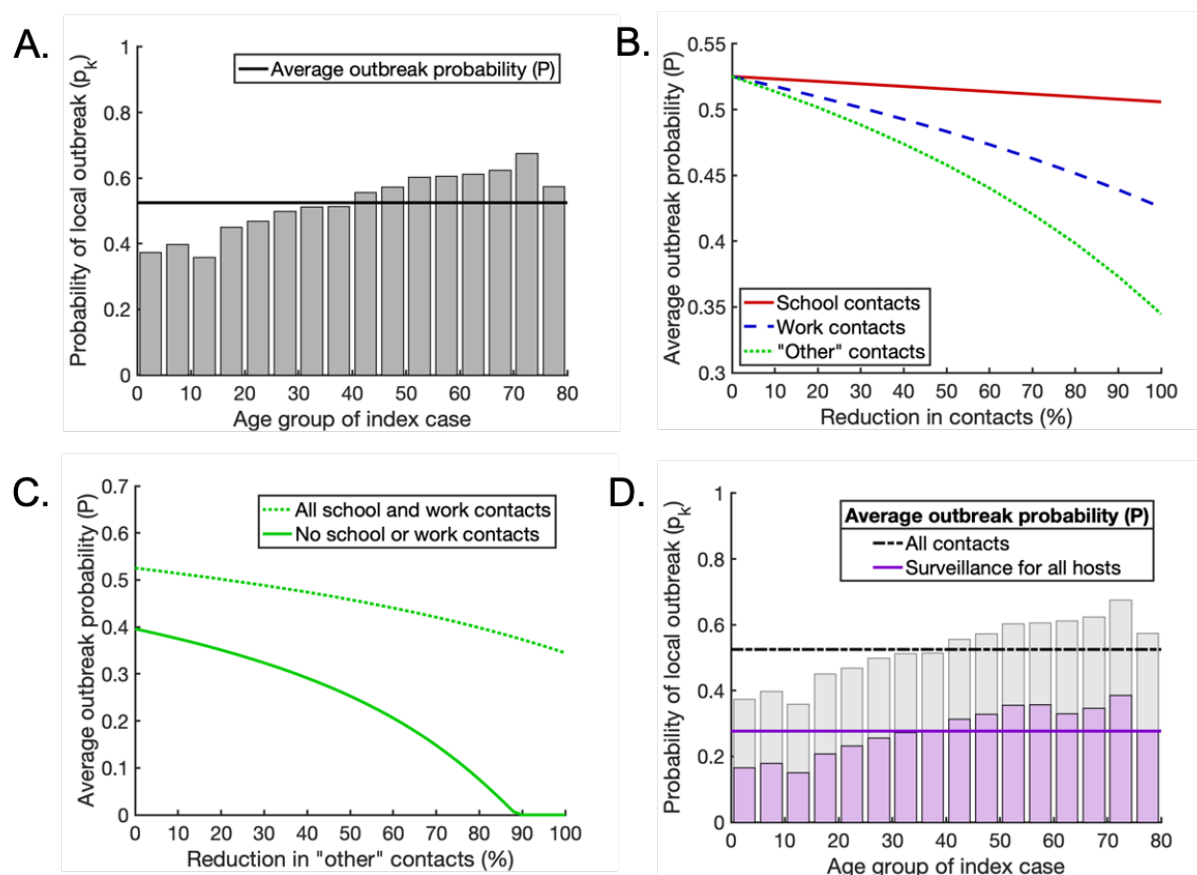 A.
Probability of local outbreak (pk)
1
0.8
0.6
0.4
0.2
0
Average outbreak probability (P)
0 10 20 30 40 50 60 70 80
Age group of index case
B.
Average outbreak probability (P)
0.55
0.5
0.45
0.4
0.35
0.3
School contacts
Work contacts
"Other" contacts
0 10 20 30 40 50 60 70 80 90 100
Reduction in contacts (%)
C.
Average outbreak probability (P)
0.7
0.6
0.5
0.4
0.3
0.2
0.1
0
All school and work contacts
No school or work contacts
0 10 20 30 40 50 60 70 80 90 100
Reduction in "other" contacts (%)
D.
Probability of local outbreak (pk)
1
0.8
0.6
0.4
0.2
0
Average outbreak probability (P)
All contacts
Surveillance for all hosts
0 10 20 30 40 50 60 70 80
Age group of index case